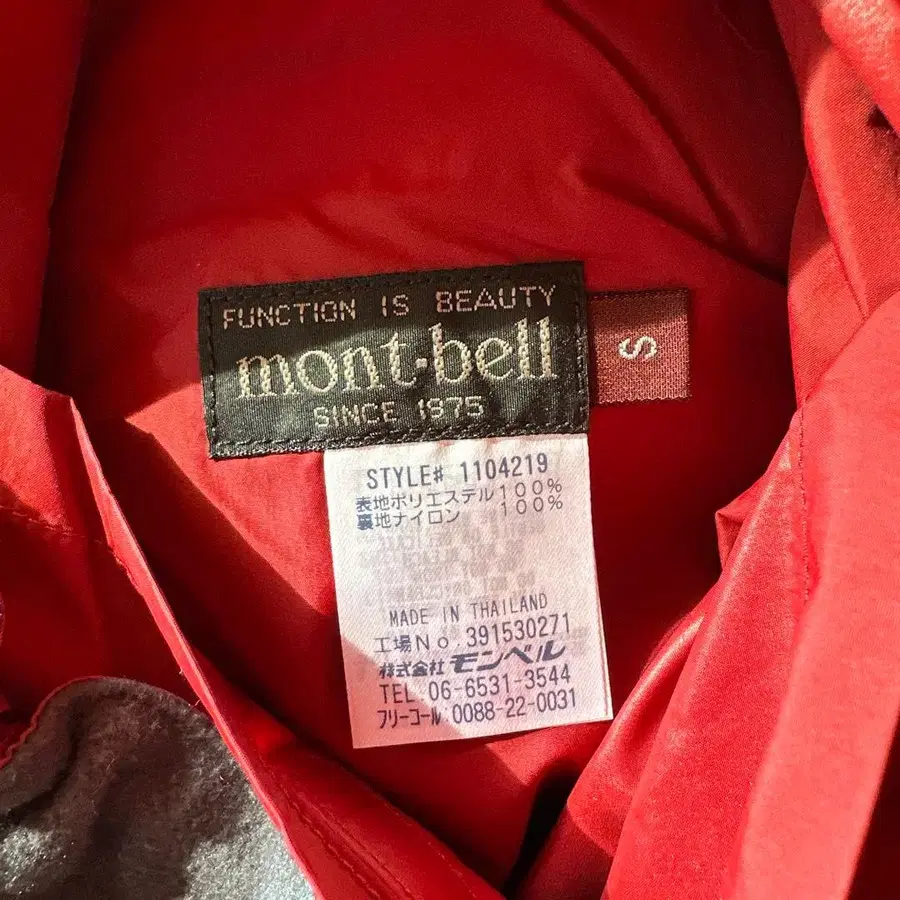 FUNCTION IS BEAUTY
mont·bell
SINCE 1975
S
STYLE# 1104219
表地ポリエステル100%
裏地ナイロン 100%
MADE IN THAILAND
工場No. 391530271
株式会社モンベル
TEL.06-6531-3544
フリーコール:0088-22-0031